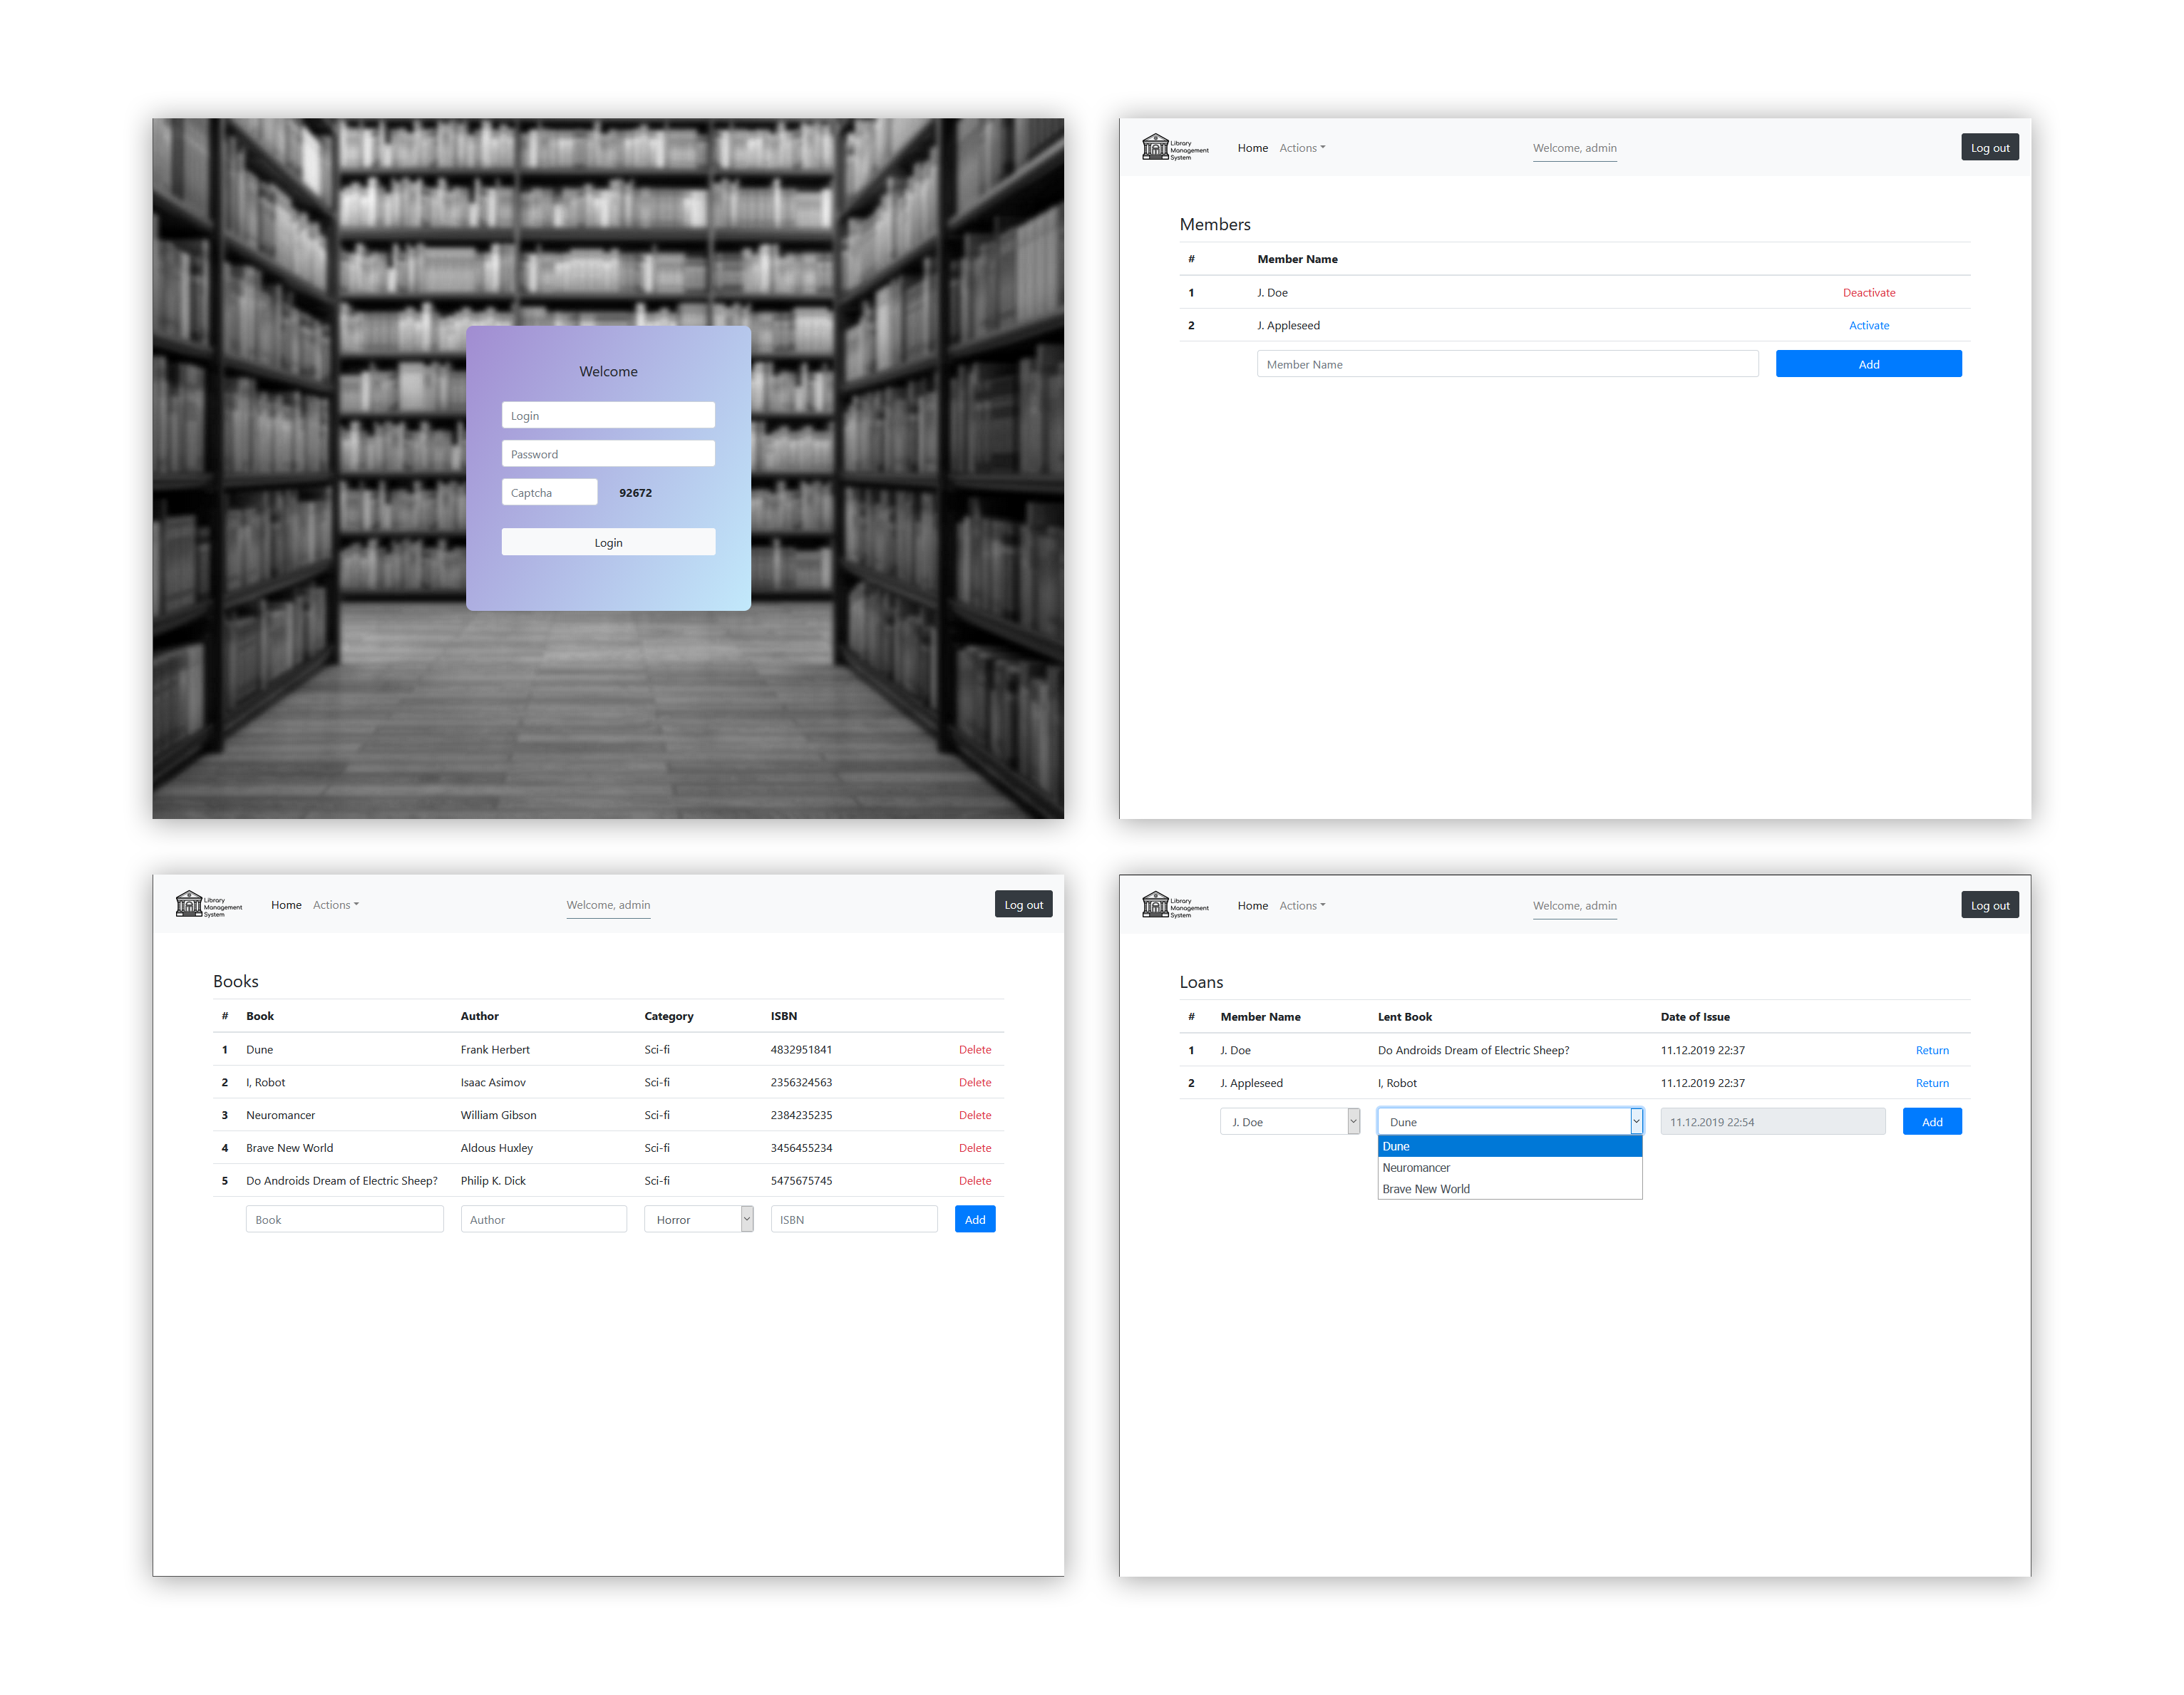 Welcome
Login
Password
Captcha 92672
Login
Library
Management
System
Home Actions Welcome, admin Log out
Members
# Member Name
1 J. Doe Deactivate
2 J. Appleseed Activate
Member Name Add
Library
Management
System
Home Actions Welcome, admin Log out
Books
# Book Author Category ISBN
1 Dune Frank Herbert Sci-fi 4832951841 Delete
2 I, Robot Isaac Asimov Sci-fi 2356324563 Delete
3 Neuromancer William Gibson Sci-fi 2384235235 Delete
4 Brave New World Aldous Huxley Sci-fi 3456455234 Delete
5 Do Androids Dream of Electric Sheep? Philip K. Dick Sci-fi 5475675745 Delete
Book Author Horror ISBN Add
Library
Management
System
Home Actions Welcome, admin Log out
Loans
# Member Name Lent Book Date of Issue
1 J. Doe Do Androids Dream of Electric Sheep? 11.12.2019 22:37 Return
2 J. Appleseed I, Robot 11.12.2019 22:37 Return
J. Doe Dune 11.12.2019 22:54 Add
Dune
Neuromancer
Brave New World